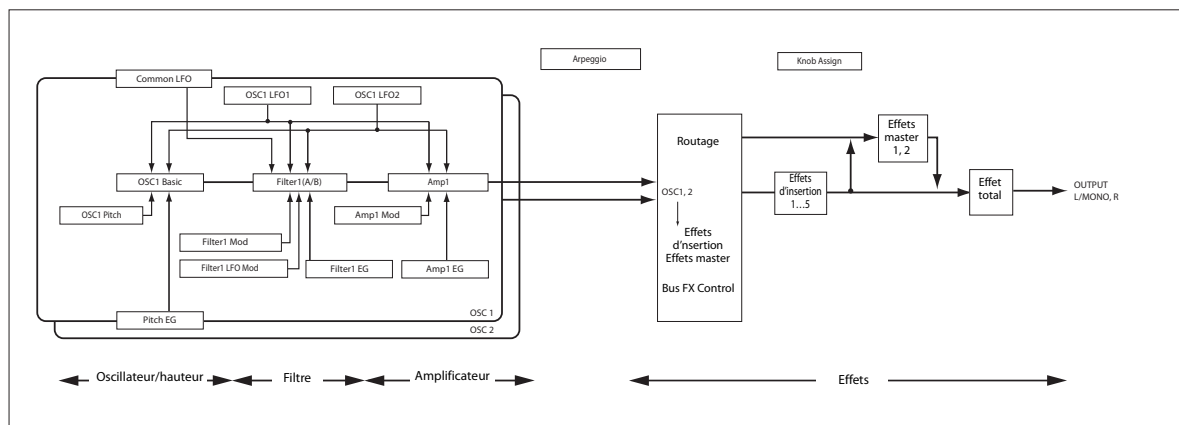 Arpeggio
Knob Assign
Common LFO
OSC1 LFO1
OSC1 LFO2
OSC1 Basic
Filter1(A/B)
Amp1
OSC1 Pitch
Amp1 Mod
Filter1 Mod
Filter1 LFO Mod
Filter1 EG
Amp1 EG
Pitch EG
OSC 1
OSC 2
Routage
OSC1, 2
Effets
d'nsertion
Effets master
Bus FX Control
Effets
d'insertion
1...5
Effets
master
1, 2
Effet
total
OUTPUT
L/MONO, R
Oscillateur/hauteur
Filtre
Amplificateur
Effets